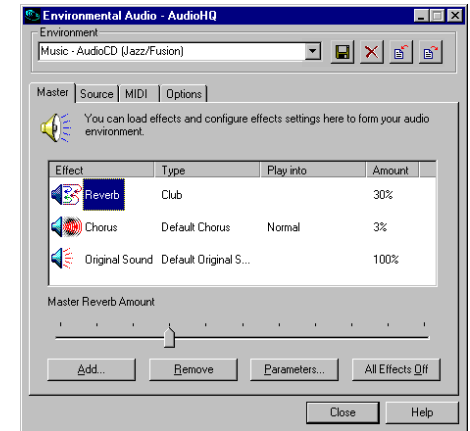 Environmental Audio - AudioHQ
Environment
Music - AudioCD (Jazz/Fusion)
Master Source MIDI Options
You can load effects and configure effects settings here to form your audio
environment.
Effect Type Play into Amount
Reverb Club 30%
Chorus Default Chorus Normal 3%
Original Sound Default Original S... 100%
Master Reverb Amount
Add... Remove Parameters... All Effects Off
Close Help